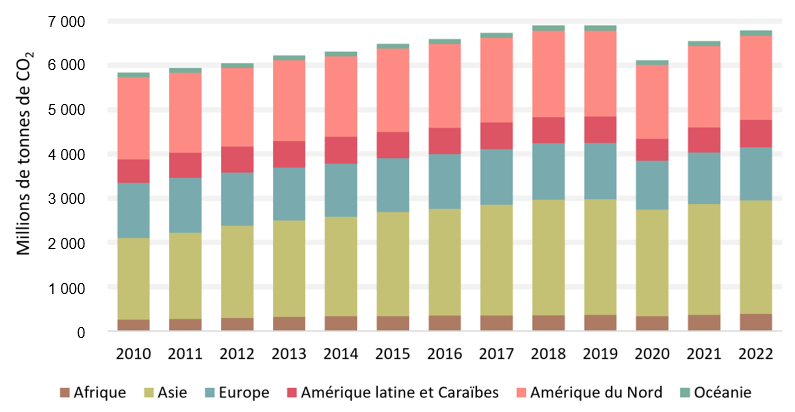 Millions de tonnes de CO₂
7 000
6 000
5 000
4 000
3 000
2 000
1 000
0
2010 2011 2012 2013 2014 2015 2016 2017 2018 2019 2020 2021 2022
Afrique Asie Europe Amérique latine et Caraïbes Amérique du Nord Océanie